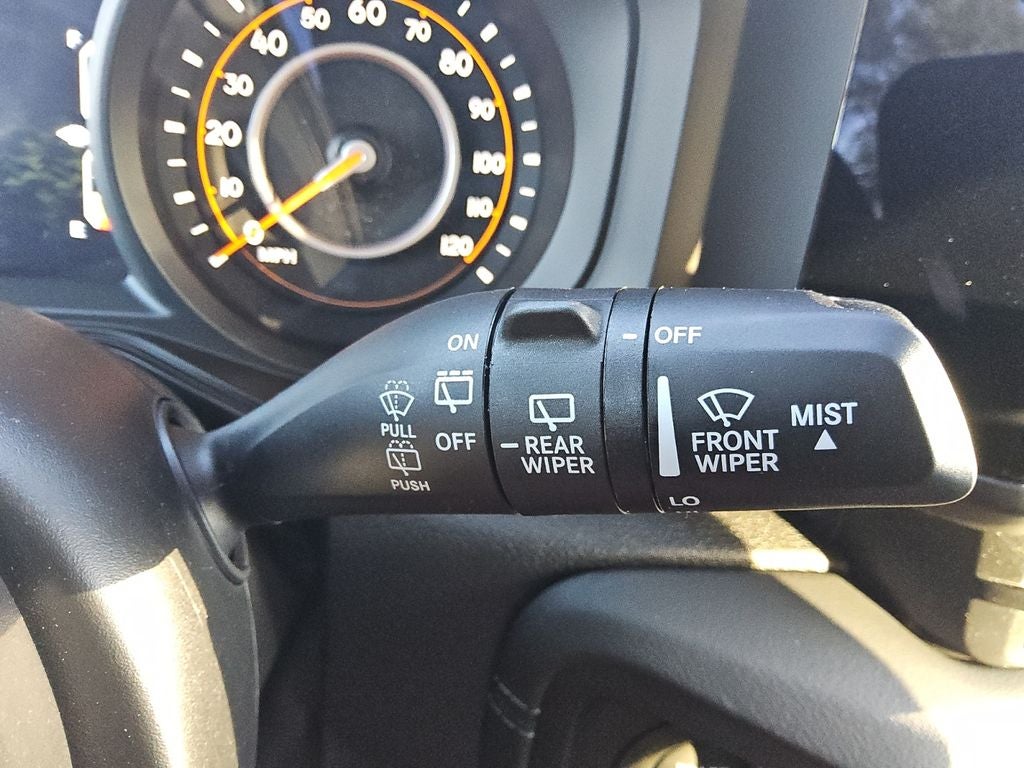 F
E
0
10
20
30
40
50
60
70
80
90
100
110
120
MPH
ON
OFF
PULL
PUSH
REAR
WIPER
OFF
FRONT
WIPER
LO
MIST